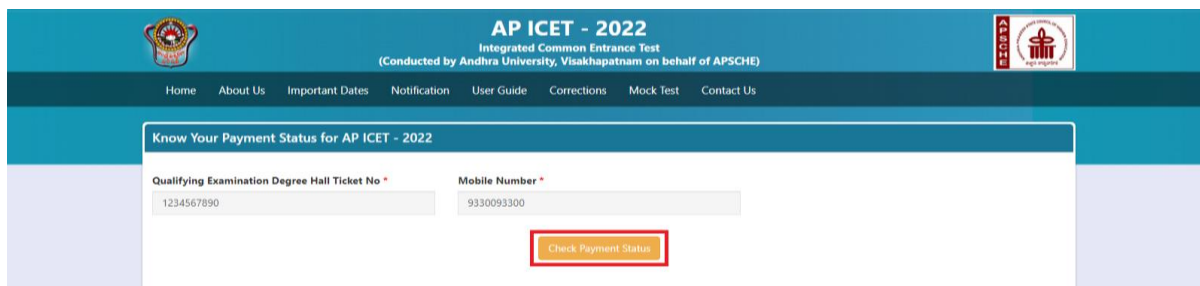 AP ICET - 2022
Integrated Common Entrance Test
(Conducted by Andhra University, Visakhapatnam on behalf of APSCHE)
APSCHE
Home About Us Important Dates Notification User Guide Corrections Mock Test Contact Us
Know Your Payment Status for AP ICET - 2022
Qualifying Examination Degree Hall Ticket No * Mobile Number *
1234567890 9330093300
Check Payment Status